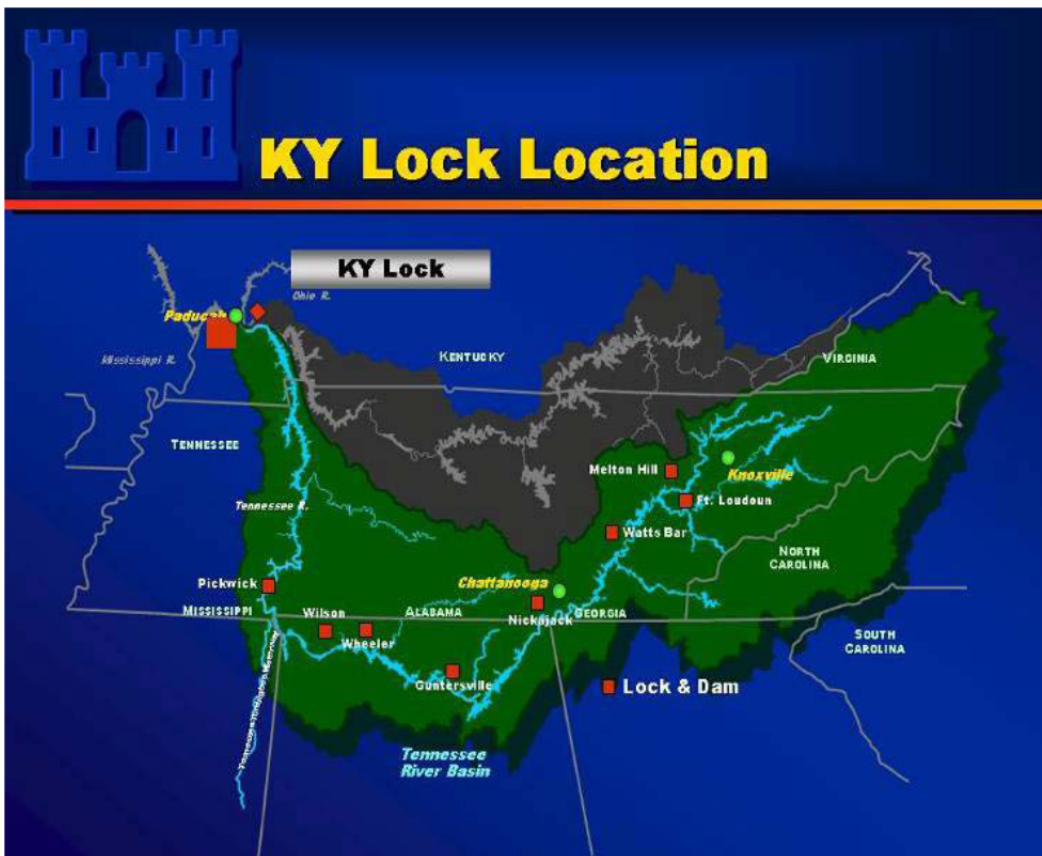 KY Lock Location
KY Lock
Ohio R.
Paducah
Mississippi R.
KENTUCKY
VIRGINIA
TENNESSEE
Melton Hill
Knoxville
Ft. Loudoun
Tennessee R.
Watts Bar
NORTH
CAROLINA
Pickwick
Chattanooga
MISSISSIPPI
Wilson
ALABAMA
GEORGIA
Nickajack
Wheeler
SOUTH
CAROLINA
Guntersville
Lock & Dam
Tennessee
River Basin